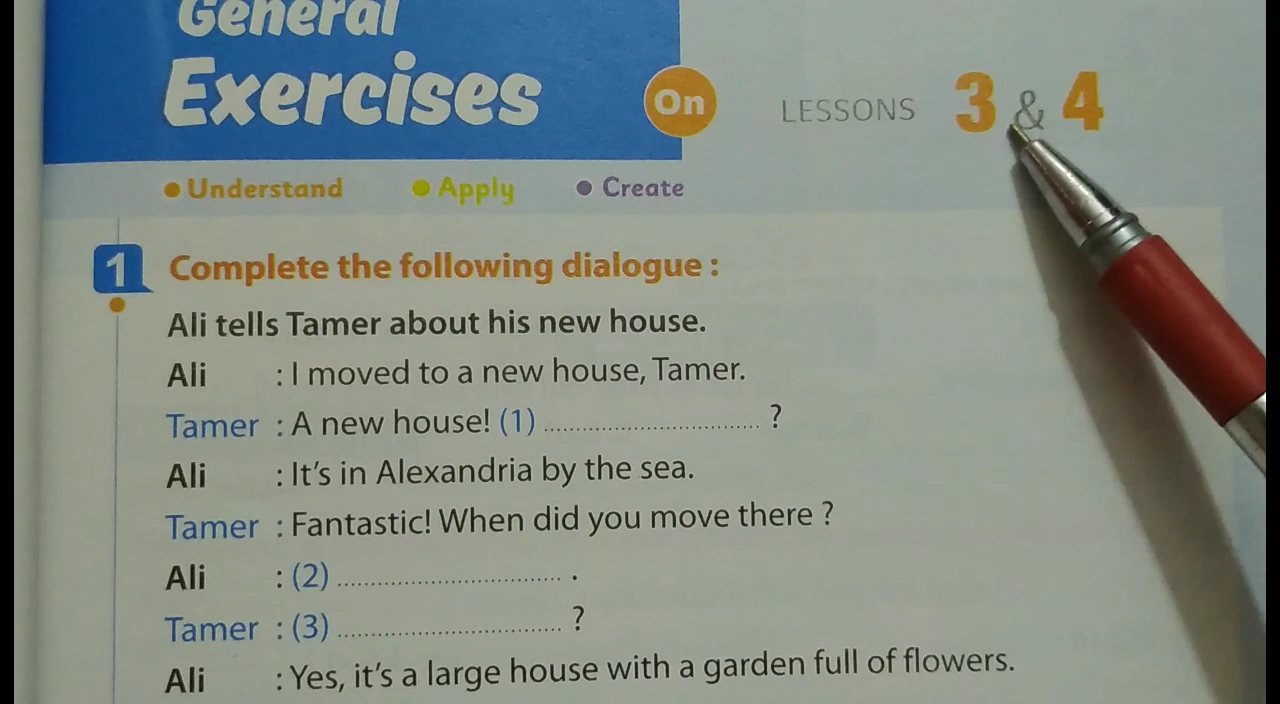 General
Exercises
On LESSONS 3 & 4
Understand Apply Create
1 Complete the following dialogue :
Ali tells Tamer about his new house.
Ali : I moved to a new house, Tamer.
Tamer : A new house! (1) .................................. ?
Ali : It's in Alexandria by the sea.
Tamer : Fantastic! When did you move there ?
Ali : (2) .................................. .
Tamer : (3) .................................. ?
Ali : Yes, it's a large house with a garden full of flowers.